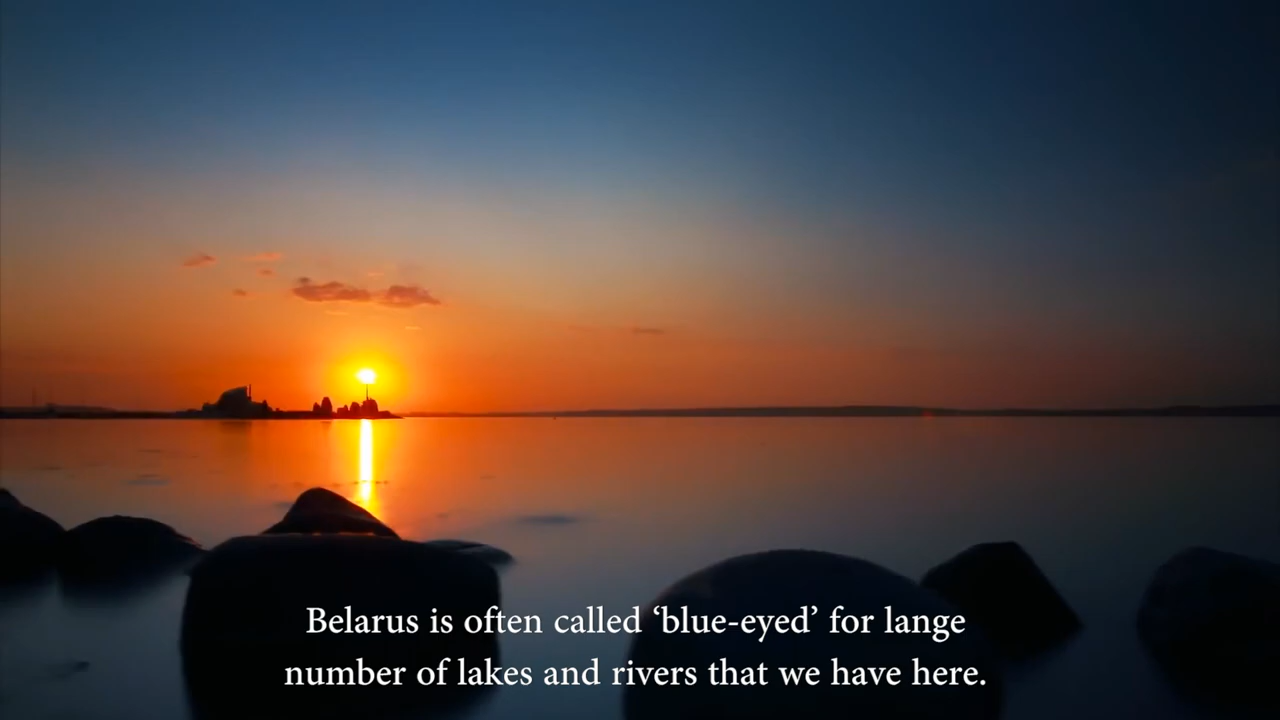 Belarus is often called ‘blue-eyed’ for lange
number of lakes and rivers that we have here.